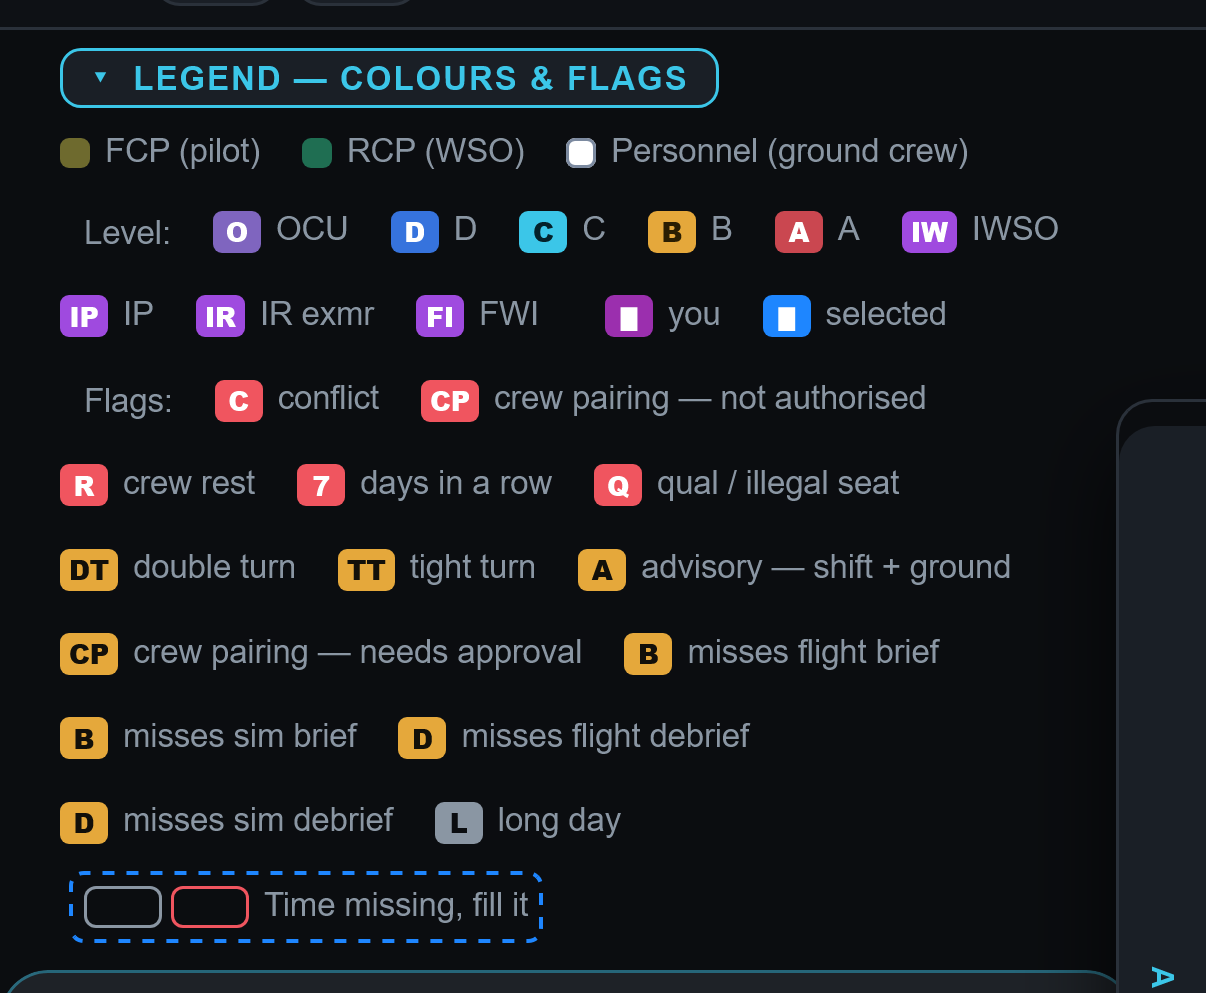 ▼ LEGEND — COLOURS & FLAGS
FCP (pilot) RCP (WSO) Personnel (ground crew)
Level: O OCU D D C C B B A A IW IWSO
IP IP IR IR exmr FI FWI you selected
Flags: C conflict CP crew pairing — not authorised
R crew rest 7 days in a row Q qual / illegal seat
DT double turn TT tight turn A advisory — shift + ground
CP crew pairing — needs approval B misses flight brief
B misses sim brief D misses flight debrief
D misses sim debrief L long day
Time missing, fill it
A